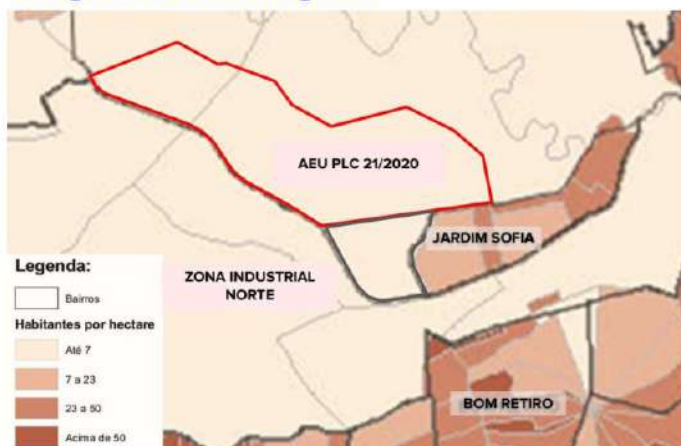 AEU PLC 21/2020
JARDIM SOFIA
ZONA INDUSTRIAL
NORTE
BOM RETIRO
Legenda:
Bairros
Habitantes por hectare
Até 7
7 a 23
23 a 50
Acima de 50